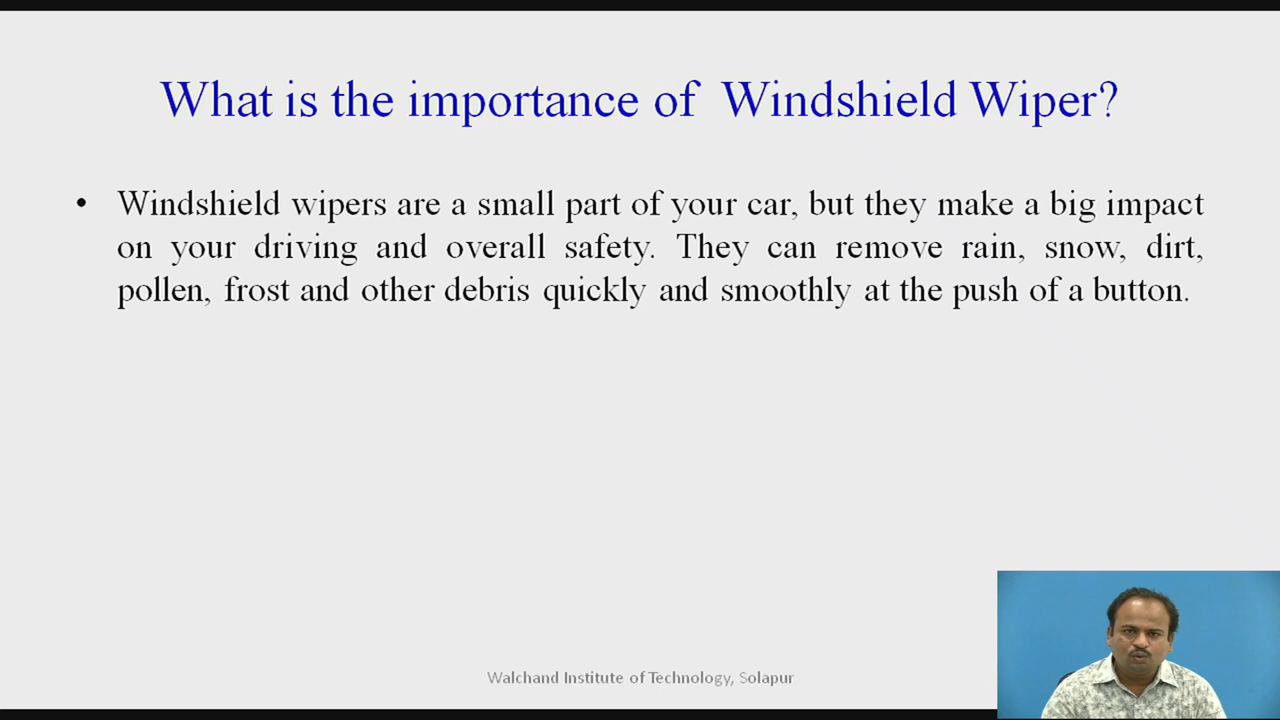 What is the importance of Windshield Wiper?
• Windshield wipers are a small part of your car, but they make a big impact
on your driving and overall safety. They can remove rain, snow, dirt,
pollen, frost and other debris quickly and smoothly at the push of a button.
Walchand Institute of Technology, Solapur